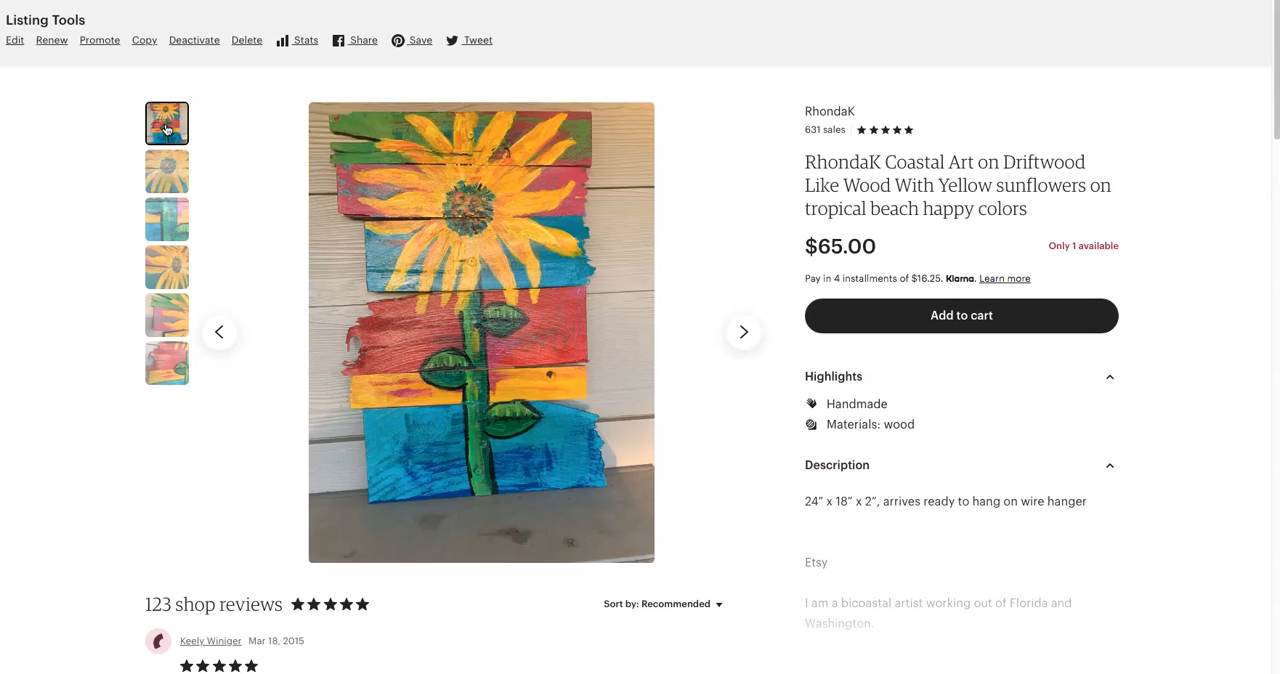 Listing Tools
Edit Renew Promote Copy Deactivate Delete Stats Share Save Tweet
RhondaK
631 sales
RhondaK Coastal Art on Driftwood
Like Wood With Yellow sunflowers on
tropical beach happy colors
$65.00 Only 1 available
Pay in 4 installments of $16.25. Klarna. Learn more
Add to cart
Highlights
Handmade
Materials: wood
Description
24” x 18” x 2”, arrives ready to hang on wire hanger
Etsy
I am a bicoastal artist working out of Florida and
Washington.
123 shop reviews
Sort by: Recommended
Keely Winiger Mar 18, 2015